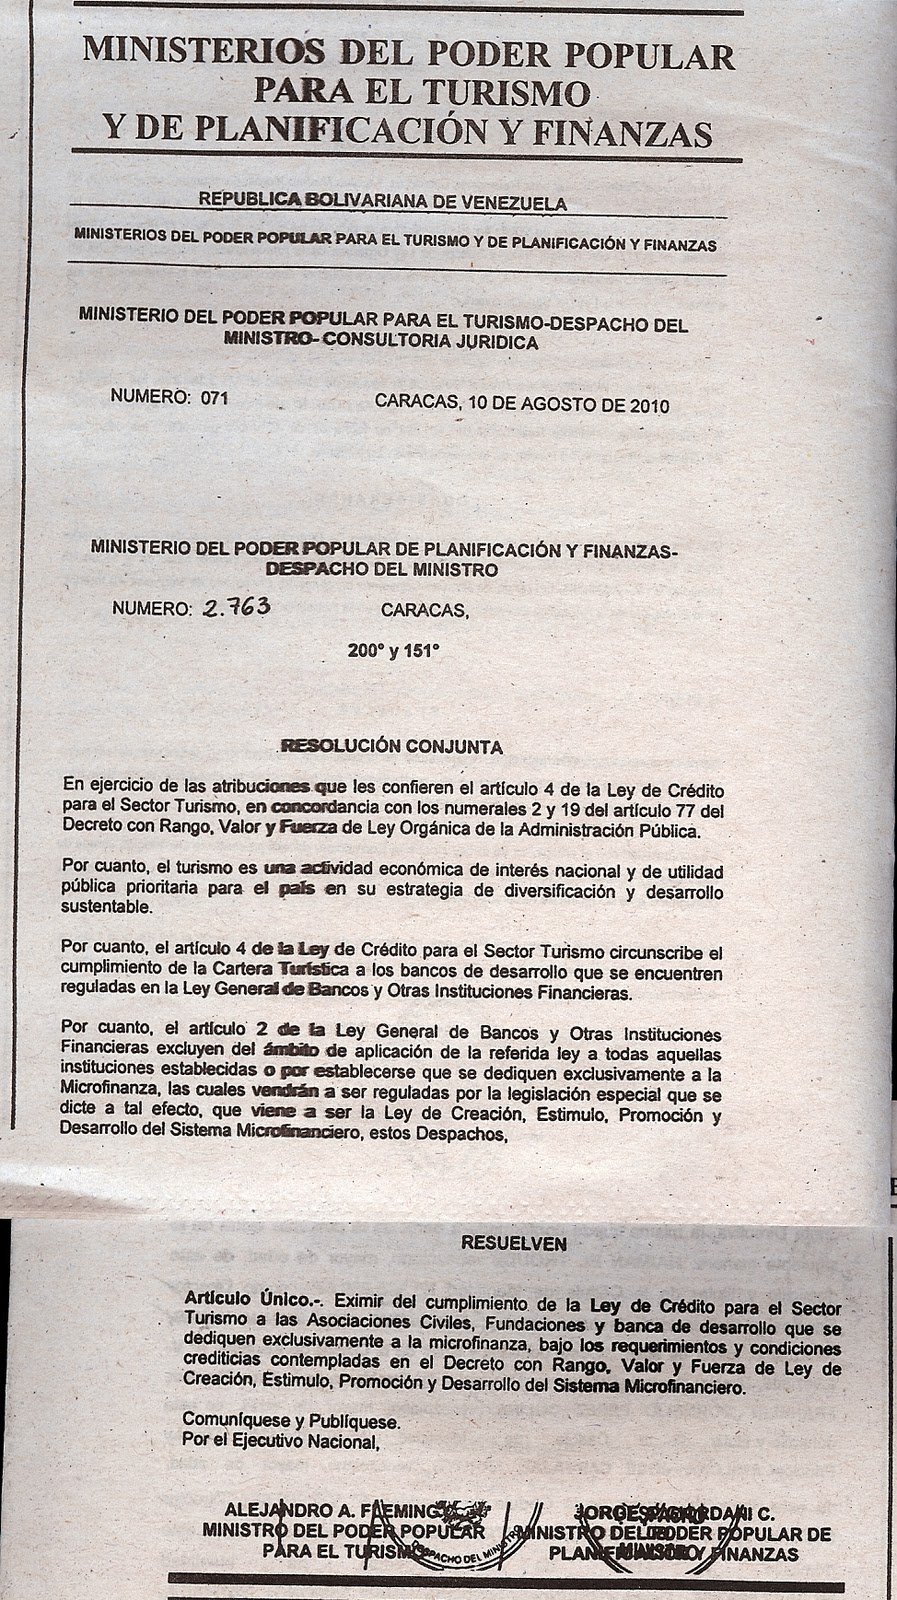 MINISTERIOS DEL PODER POPULAR
PARA EL TURISMO
Y DE PLANIFICACIÓN Y FINANZAS
REPUBLICA BOLIVARIANA DE VENEZUELA
MINISTERIOS DEL PODER POPULAR PARA EL TURISMO Y DE PLANIFICACIÓN Y FINANZAS
MINISTERIO DEL PODER POPULAR PARA EL TURISMO-DESPACHO DEL
MINISTRO- CONSULTORIA JURIDICA
NUMERO: 071 CARACAS, 10 DE AGOSTO DE 2010
MINISTERIO DEL PODER POPULAR DE PLANIFICACIÓN Y FINANZAS-
DESPACHO DEL MINISTRO
NUMERO: 2.763 CARACAS,
200° y 151°
RESOLUCIÓN CONJUNTA
En ejercicio de las atribuciones que les confieren el artículo 4 de la Ley de Crédito
para el Sector Turismo, en concordancia con los numerales 2 y 19 del artículo 77 del
Decreto con Rango, Valor y Fuerza de Ley Orgánica de la Administración Pública.
Por cuanto, el turismo es una actividad económica de interés nacional y de utilidad
pública prioritaria para el país en su estrategia de diversificación y desarrollo
sustentable.
Por cuanto, el artículo 4 de la Ley de Crédito para el Sector Turismo circunscribe el
cumplimiento de la Cartera Turística a los bancos de desarrollo que se encuentren
reguladas en la Ley General de Bancos y Otras Instituciones Financieras.
Por cuanto, el artículo 2 de la Ley General de Bancos y Otras Instituciones
Financieras excluyen del ámbito de aplicación de la referida ley a todas aquellas
instituciones establecidas o por establecerse que se dediquen exclusivamente a la
Microfinanza, las cuales vendrán a ser reguladas por la legislación especial que se
dicte a tal efecto, que viene a ser la Ley de Creación, Estimulo, Promoción y
Desarrollo del Sistema Microfinanciero, estos Despachos,
RESUELVEN
Artículo Único.-. Eximir del cumplimiento de la Ley de Crédito para el Sector
Turismo a las Asociaciones Civiles, Fundaciones y banca de desarrollo que se
dediquen exclusivamente a la microfinanza, bajo los requerimientos y condiciones
crediticias contempladas en el Decreto con Rango, Valor y Fuerza de Ley de
Creación, Estimulo, Promoción y Desarrollo del Sistema Microfinanciero.
Comuníquese y Publíquese.
Por el Ejecutivo Nacional,
ALEJANDRO A. FLEMING JORGE GIORDANI C.
MINISTRO DEL PODER POPULAR MINISTRO DEL PODER POPULAR DE
PARA EL TURISMO PLANIFICACION Y FINANZAS
DESPACHO DEL MINISTRO DESPACHO DEL MINISTRO